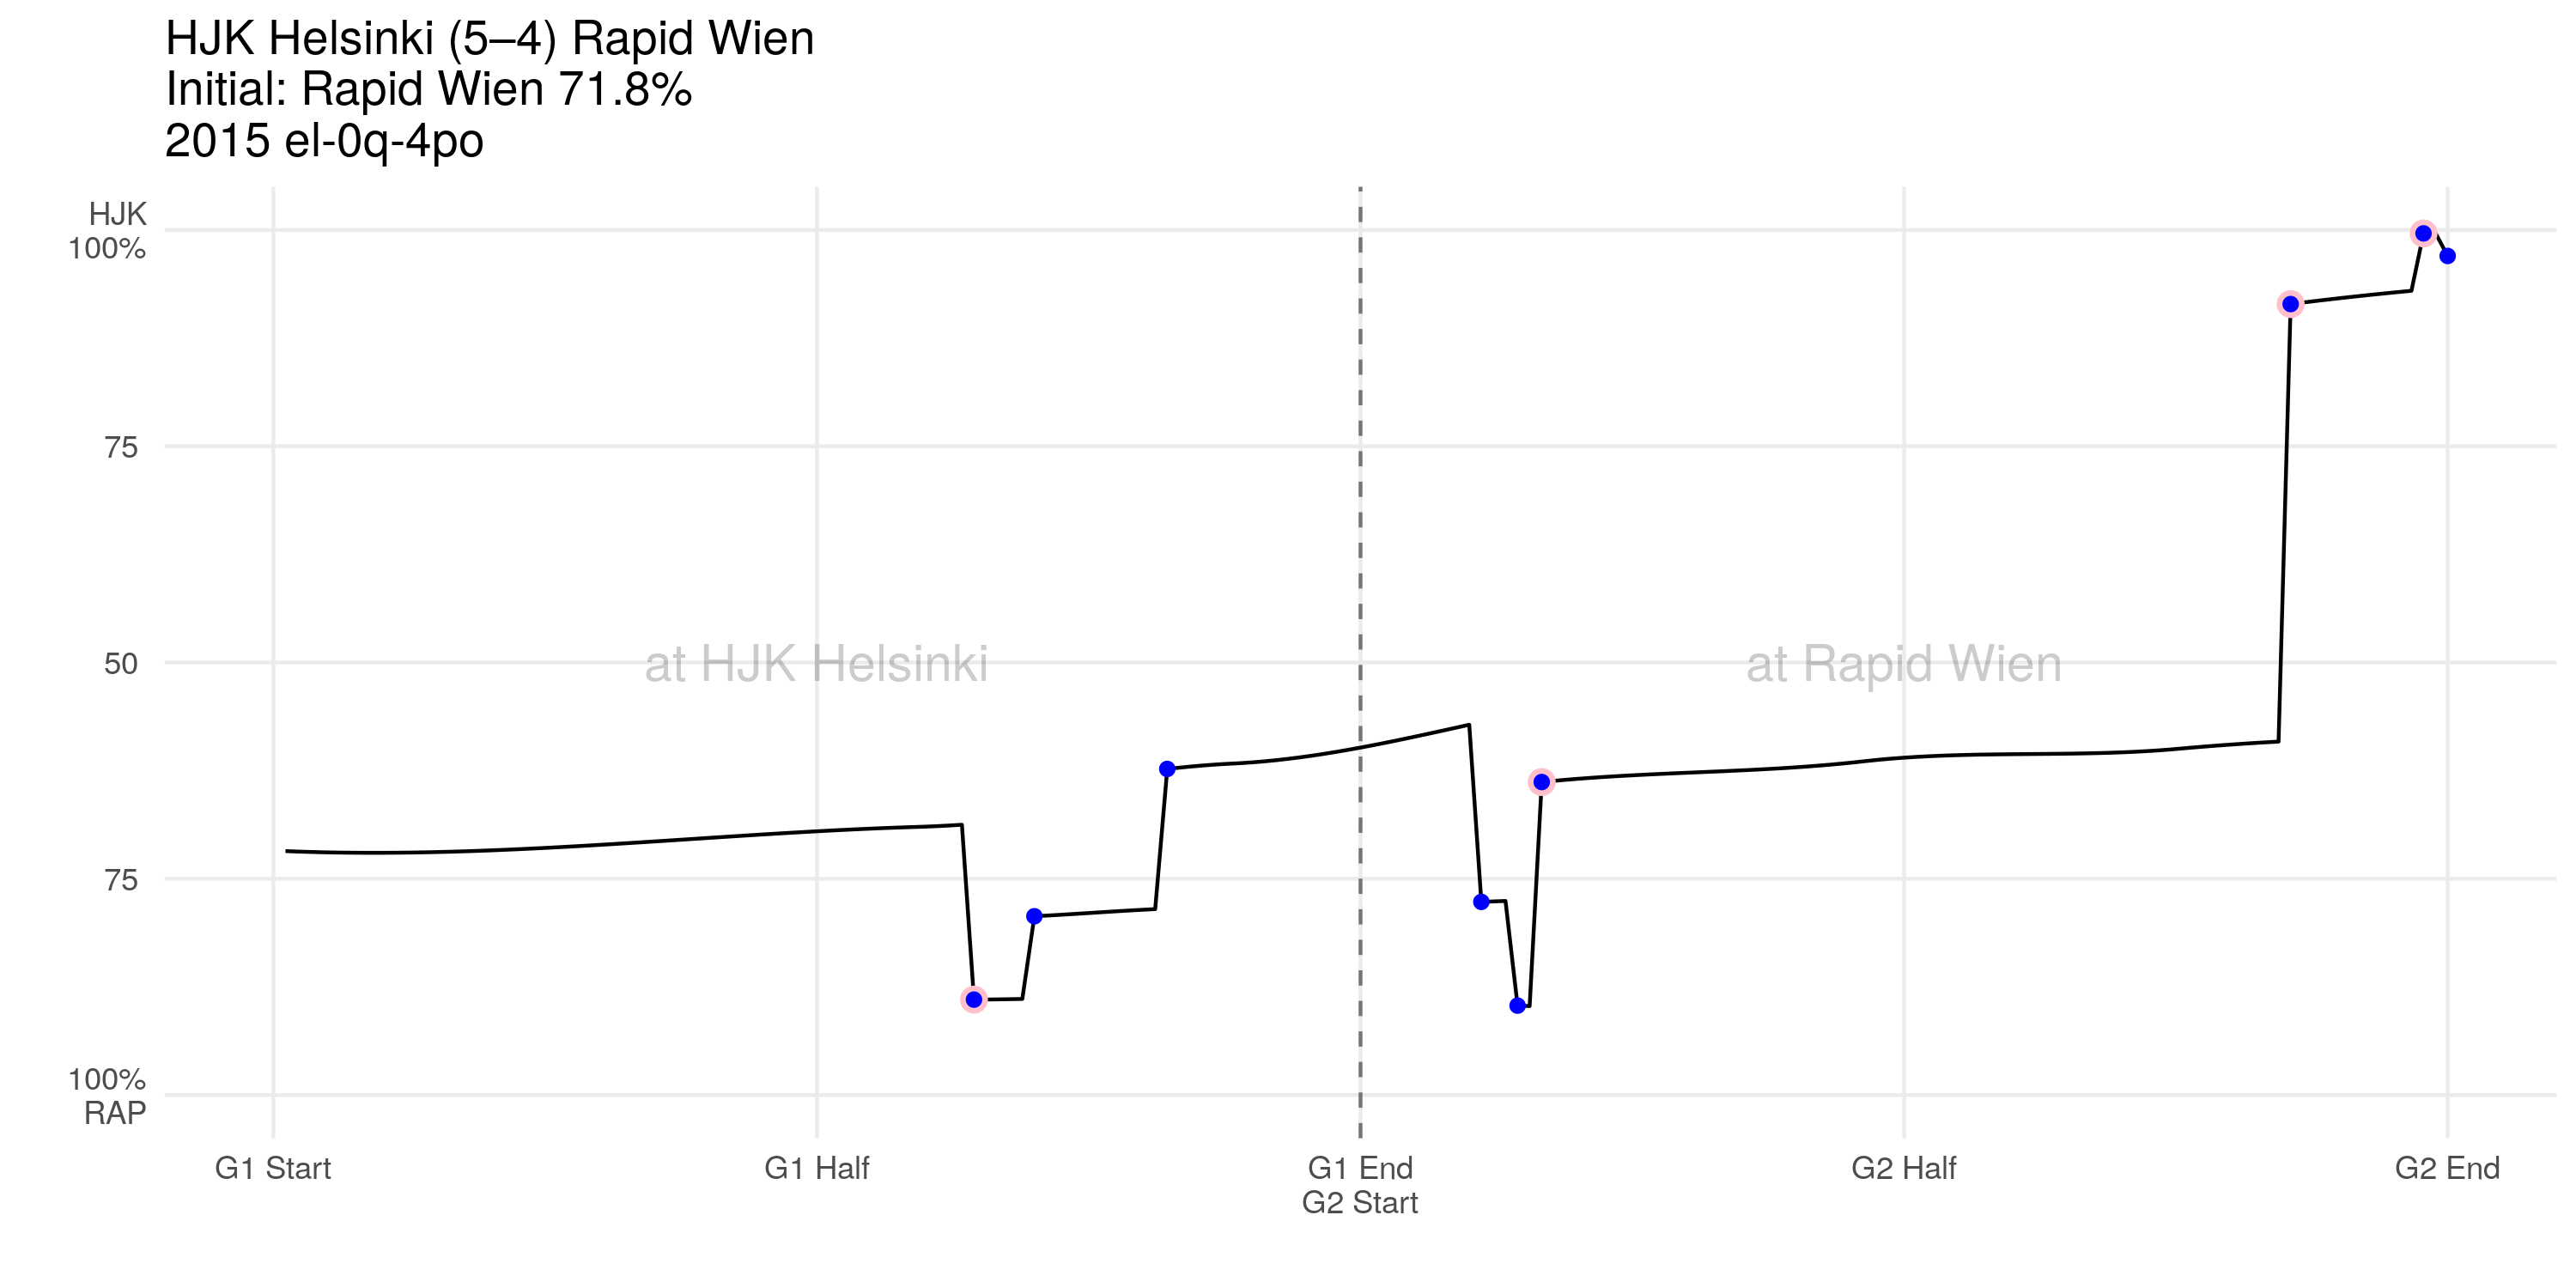 HJK Helsinki (5–4) Rapid Wien
Initial: Rapid Wien 71.8%
2015 el-0q-4po
HJK
100%
75
50
75
100%
RAP
at HJK Helsinki
at Rapid Wien
G1 Start
G1 Half
G1 End
G2 Start
G2 Half
G2 End